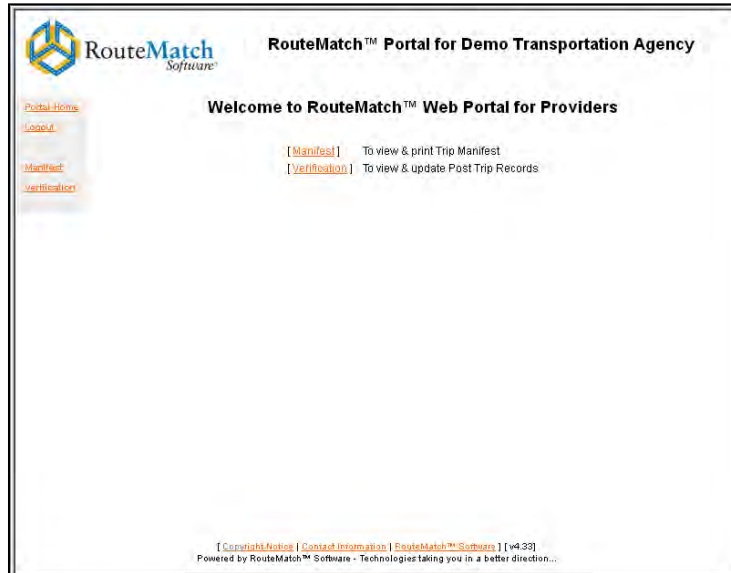 RouteMatch
Software
RouteMatch™ Portal for Demo Transportation Agency
Portal Home
Logout
Manifest
Verification
Welcome to RouteMatch™ Web Portal for Providers
[ Manifest ] To view & print Trip Manifest
[ Verification ] To view & update Post Trip Records
[ Copyright Notice | Contact Information | RouteMatch™ Software ] [ v4.33]
Powered by RouteMatch™ Software - Technologies taking you in a better direction...